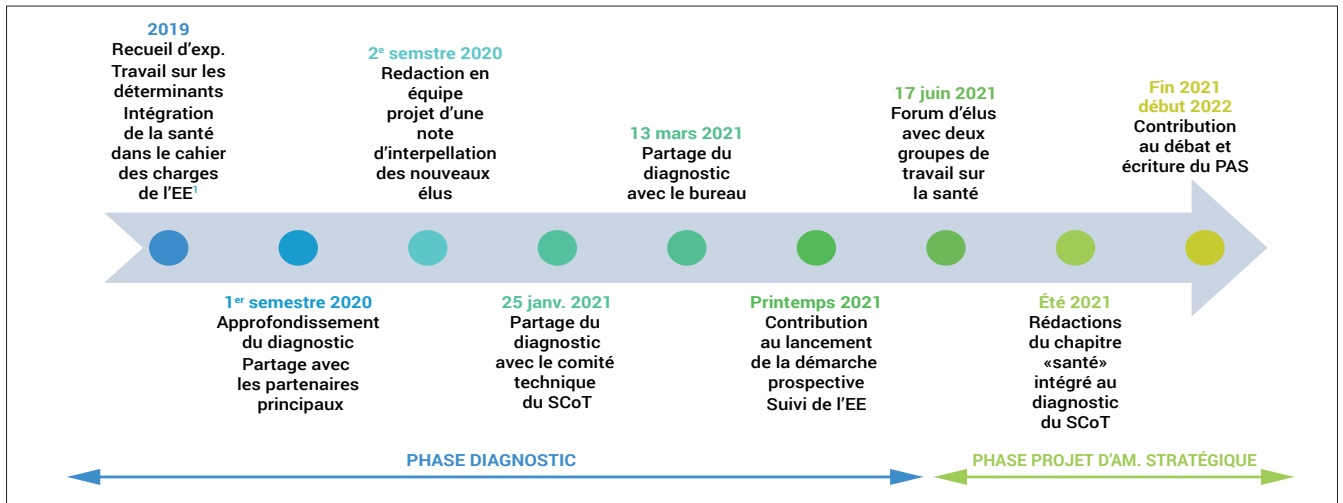 2019
Recueil d'exp.
Travail sur les
déterminants
Intégration
de la santé
dans le cahier
des charges
de l'EE¹
1er semestre 2020
Approfondissement
du diagnostic
Partage avec
les partenaires
principaux
2e semstre 2020
Redaction en
équipe
projet d'une
note
d'interpellation
des nouveaux
élus
25 janv. 2021
Partage du
diagnostic
avec le comité
technique
du SCoT
13 mars 2021
Partage du
diagnostic
avec le bureau
Printemps 2021
Contribution
au lancement
de la démarche
prospective
Suivi de l'EE
17 juin 2021
Forum d'élus
avec deux
groupes de
travail sur
la santé
Été 2021
Rédactions
du chapitre
«santé»
intégré au
diagnostic
du SCoT
Fin 2021
début 2022
Contribution
au débat et
écriture du PAS
PHASE DIAGNOSTIC
PHASE PROJET D'AM. STRATÉGIQUE